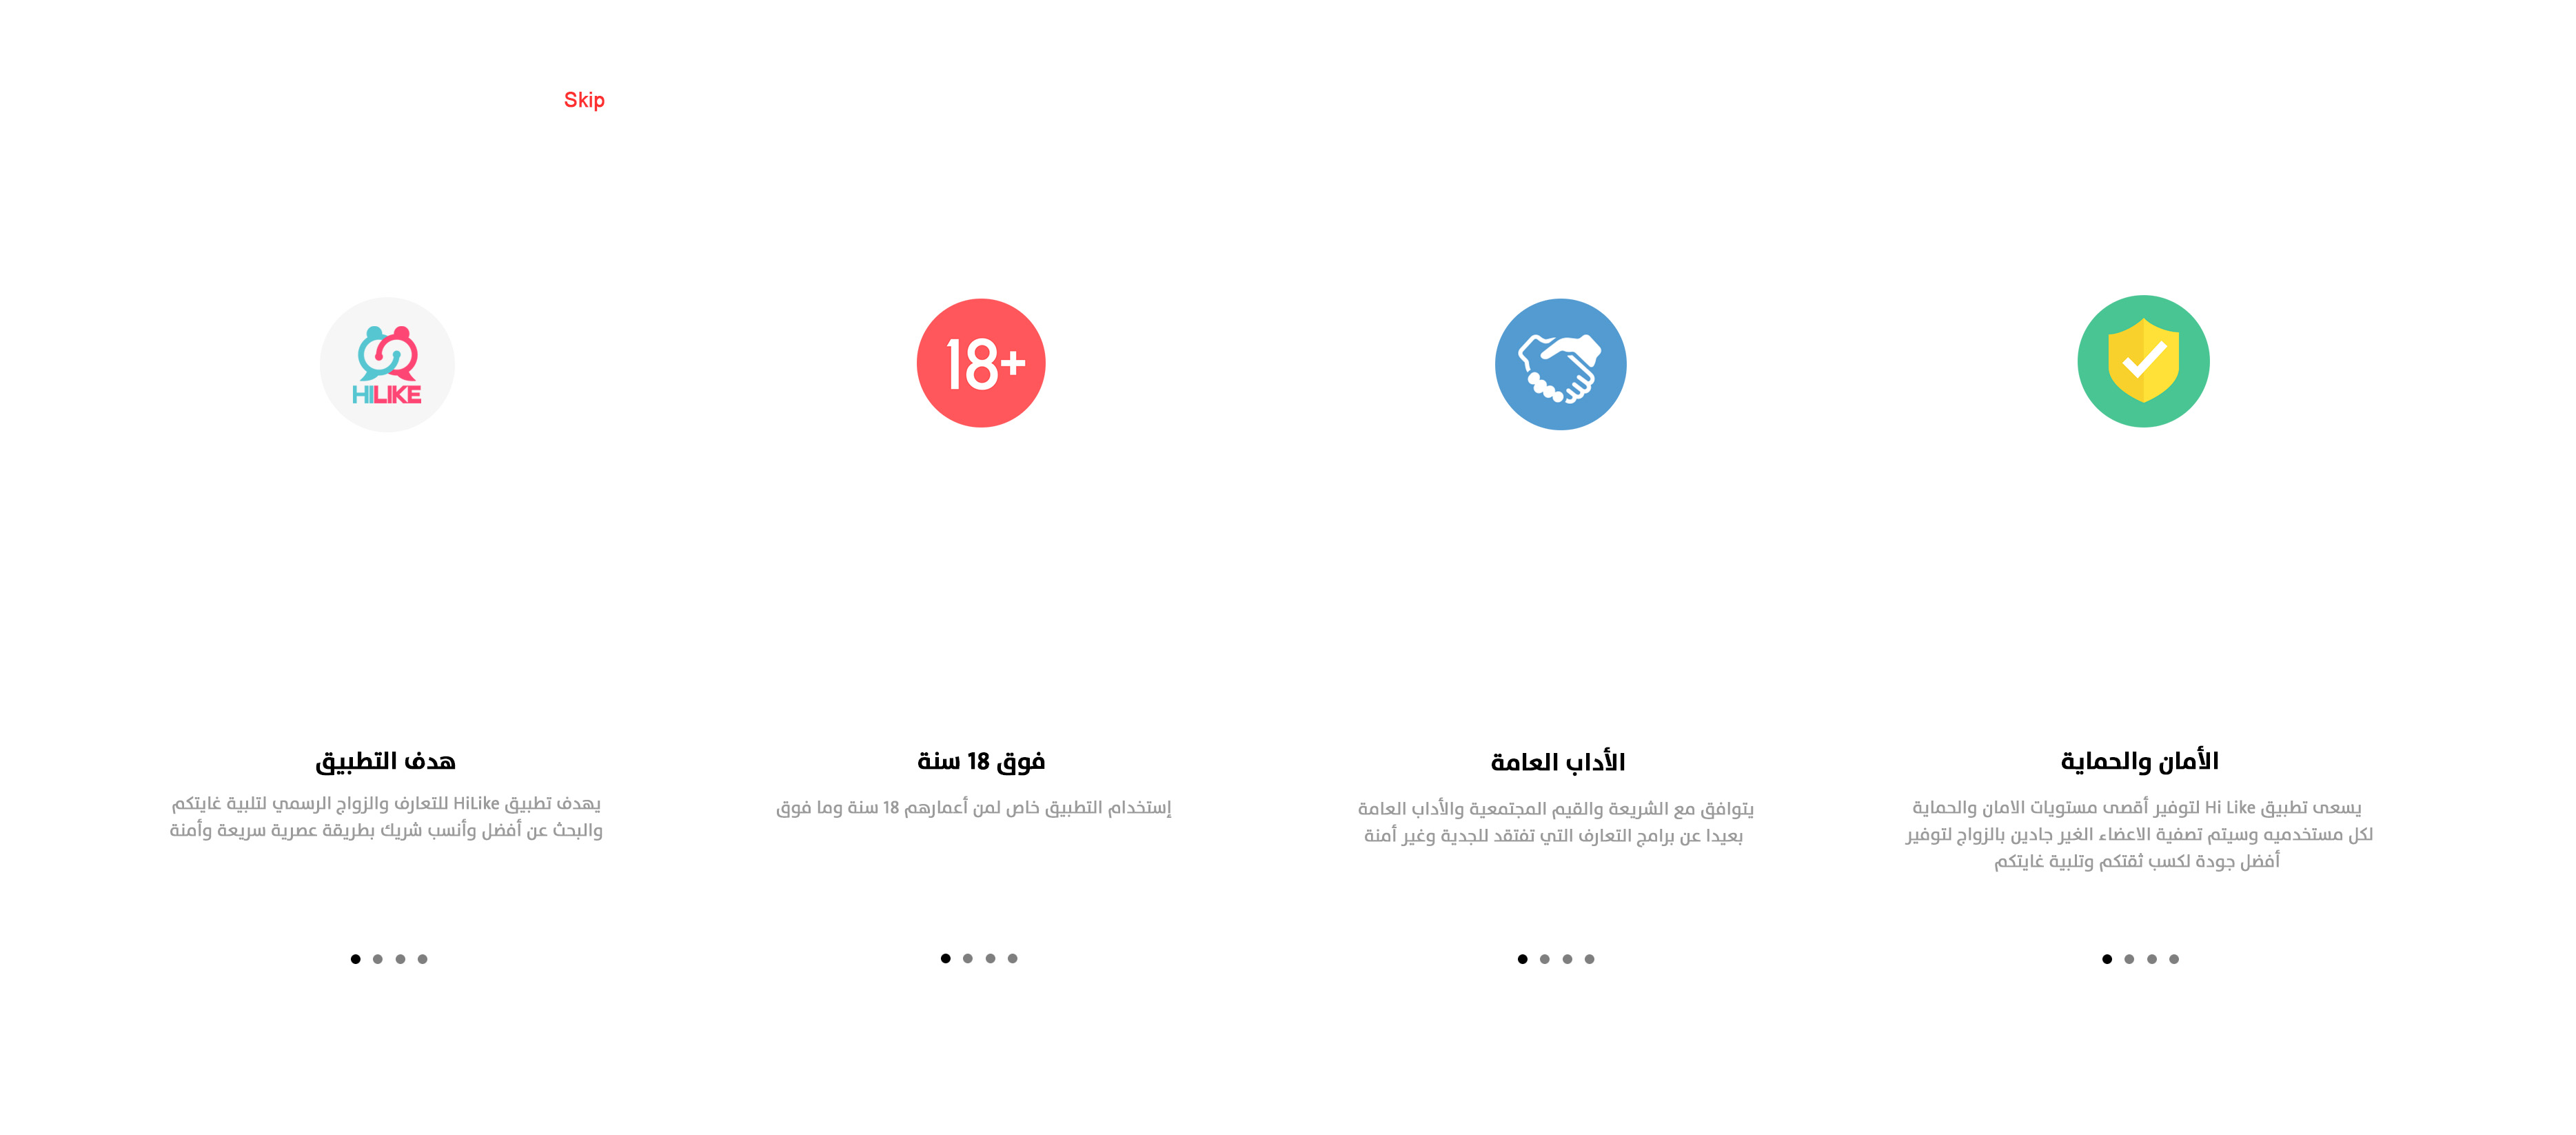 Skip
HILIKE
هدف التطبيق
يهدف تطبيق HiLike للتعارف والزواج الرسمي لتلبية غايتكم
والبحث عن أفضل وأنسب شريك بطريقة عصرية سريعة وأمنة
18+
فوق 18 سنة
إستخدام التطبيق خاص لمن أعمارهم 18 سنة وما فوق
الأداب العامة
يتوافق مع الشريعة والقيم المجتمعية والأداب العامة
بعيدا عن برامج التعارف التي تفتقد للجدية وغير أمنة
الأمان والحماية
يسعى تطبيق Hi Like لتوفير أقصى مستويات الامان والحماية
لكل مستخدميه وسيتم تصفية الاعضاء الغير جادين بالزواج لتوفير
أفضل جودة لكسب ثقتكم وتلبية غايتكم